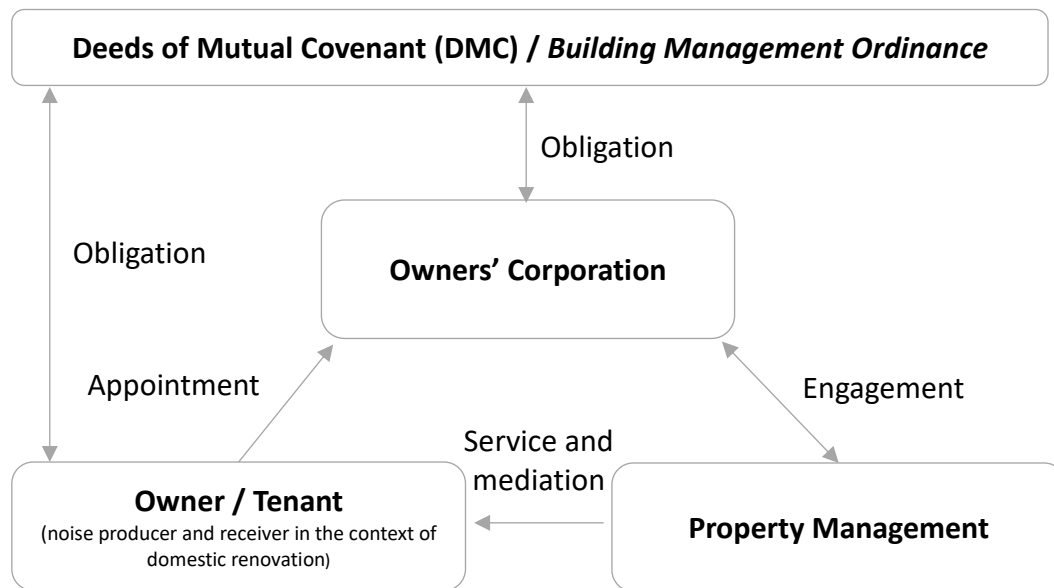 Deeds of Mutual Covenant (DMC) / Building Management Ordinance
Obligation
Obligation
Owners’ Corporation
Appointment
Engagement
Service and
mediation
Owner / Tenant
(noise producer and receiver in the context of
domestic renovation)
Property Management